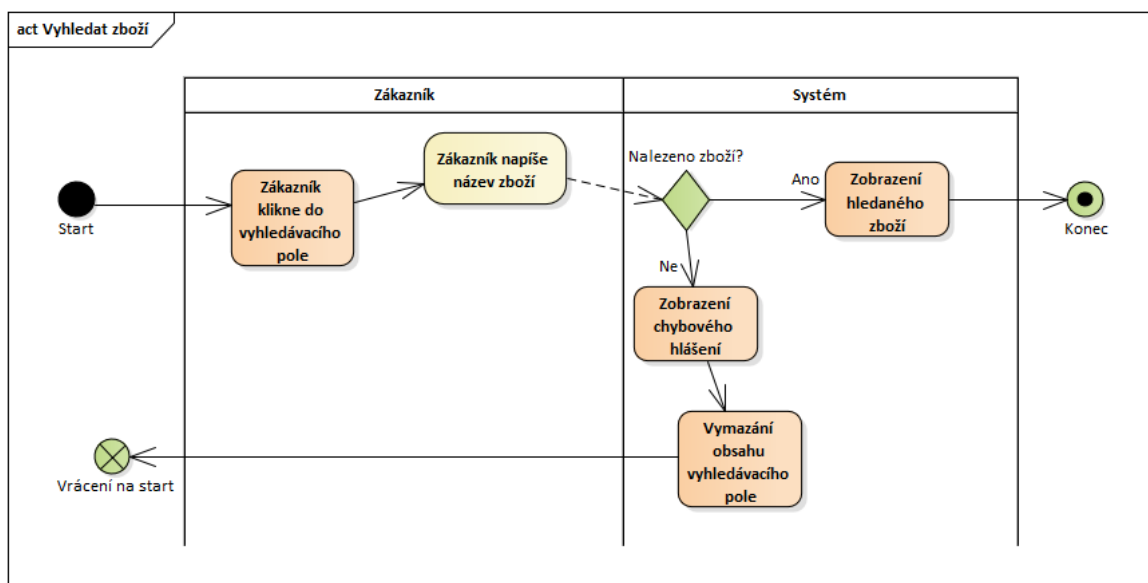 act Vyhledat zboží
Zákazník
Systém
Start
Zákazník
klikne do
vyhledávacího
pole
Zákazník napíše
název zboží
Nalezeno zboží?
Ano
Zobrazení
hledaného
zboží
Konec
Ne
Zobrazení
chybového
hlášení
Vymazání
obsahu
vyhledávacího
pole
Vrácení na start